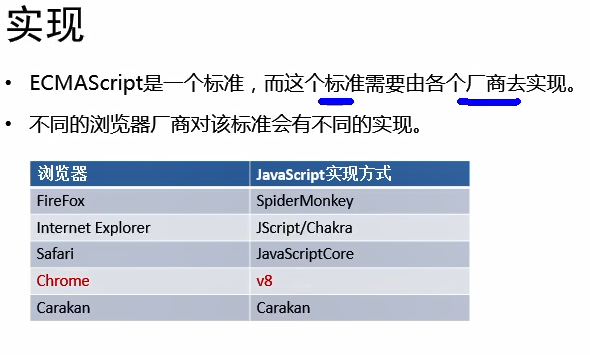 实现
• ECMAScript是一个标准，而这个标准需要由各个厂商去实现。
• 不同的浏览器厂商对该标准会有不同的实现。
浏览器 JavaScript实现方式
FireFox SpiderMonkey
Internet Explorer JScript/Chakra
Safari JavaScriptCore
Chrome v8
Carakan Carakan